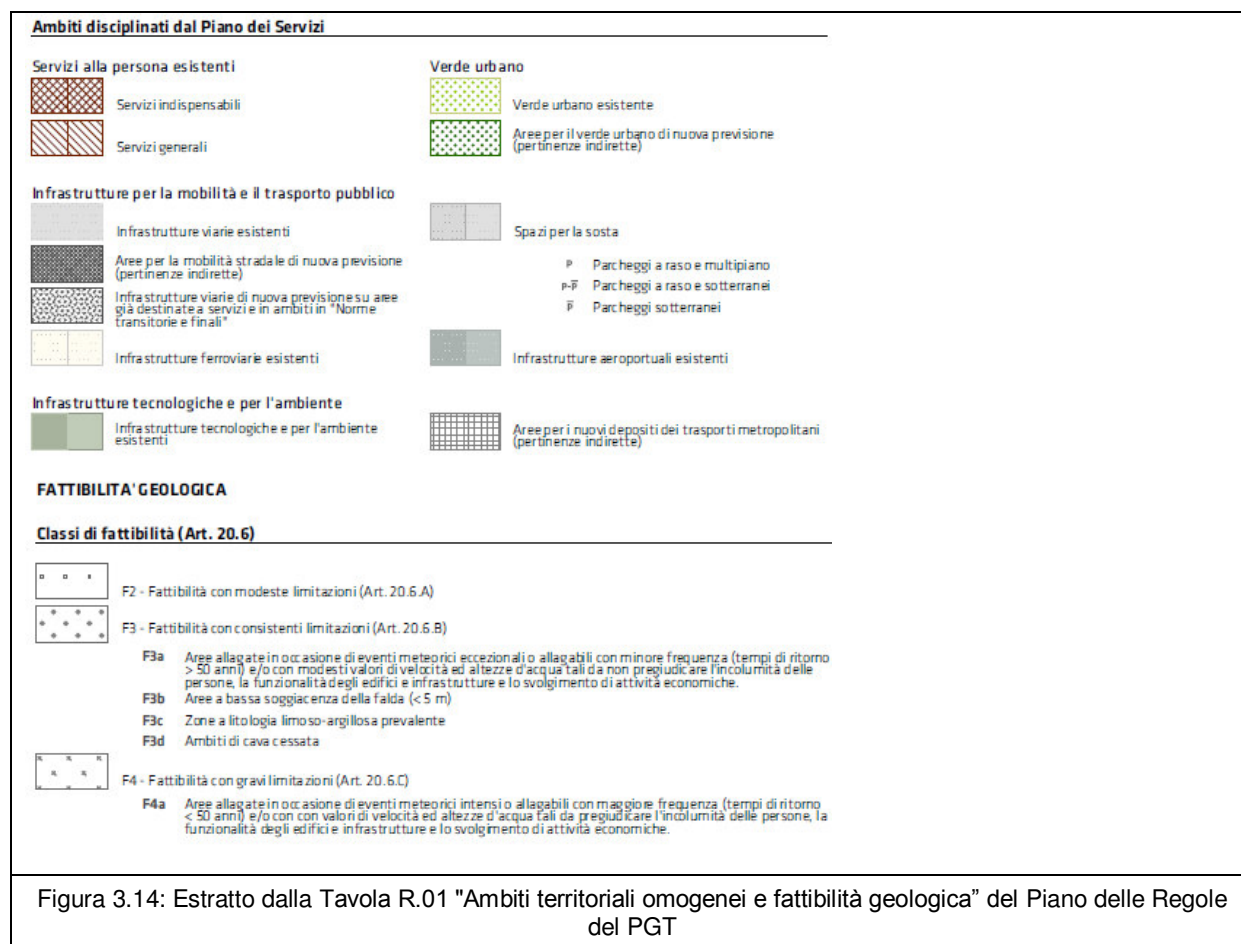 Ambiti disciplinati dal Piano dei Servizi
Servizi alla persona esistenti
Servizi indispensabili
Servizi generali
Verde urbano
Verde urbano esistente
Aree per il verde urbano di nuova previsione
(pertinenze indirette)
Infrastrutture per la mobilità e il trasporto pubblico
Infrastrutture viarie esistenti
Aree per la mobilità stradale di nuova previsione
(pertinenze indirette)
Infrastrutture viarie di nuova previsione su aree
già destinate a servizi e in ambiti in "Norme
transitorie e finali"
Infrastrutture ferroviarie esistenti
Spazi per la sosta
P Parcheggi a raso e multipiano
P-P̅ Parcheggi a raso e sotterranei
P̅ Parcheggi sotterranei
Infrastrutture aeroportuali esistenti
Infrastrutture tecnologiche e per l'ambiente
Infrastrutture tecnologiche e per l'ambiente
esistenti
Aree per i nuovi depositi dei trasporti metropolitani
(pertinenze indirette)
FATTIBILITA' GEOLOGICA
Classi di fattibilità (Art. 20.6)
F2 - Fattibilità con modeste limitazioni (Art. 20.6.A)
F3 - Fattibilità con consistenti limitazioni (Art. 20.6.B)
F3a Aree allagate in occasione di eventi meteorici eccezionali o allagabili con minore frequenza (tempi di ritorno
> 50 anni) e/o con modesti valori di velocità ed altezze d'acqua tali da non pregiudicare l'incolumità delle
persone, la funzionalità degli edifici e infrastrutture e lo svolgimento di attività economiche.
F3b Aree a bassa soggiacenza della falda (< 5 m)
F3c Zone a litologia limoso-argillosa prevalente
F3d Ambiti di cava cessata
F4 - Fattibilità con gravi limitazioni (Art. 20.6.C)
F4a Aree allagate in occasione di eventi meteorici intensi o allagabili con maggiore frequenza (tempi di ritorno
< 50 anni) e/o con con valori di velocità ed altezze d'acqua tali da pregiudicare l'incolumità delle persone, la
funzionalità degli edifici e infrastrutture e lo svolgimento di attività economiche.
Figura 3.14: Estratto dalla Tavola R.01 "Ambiti territoriali omogenei e fattibilità geologica” del Piano delle Regole
del PGT